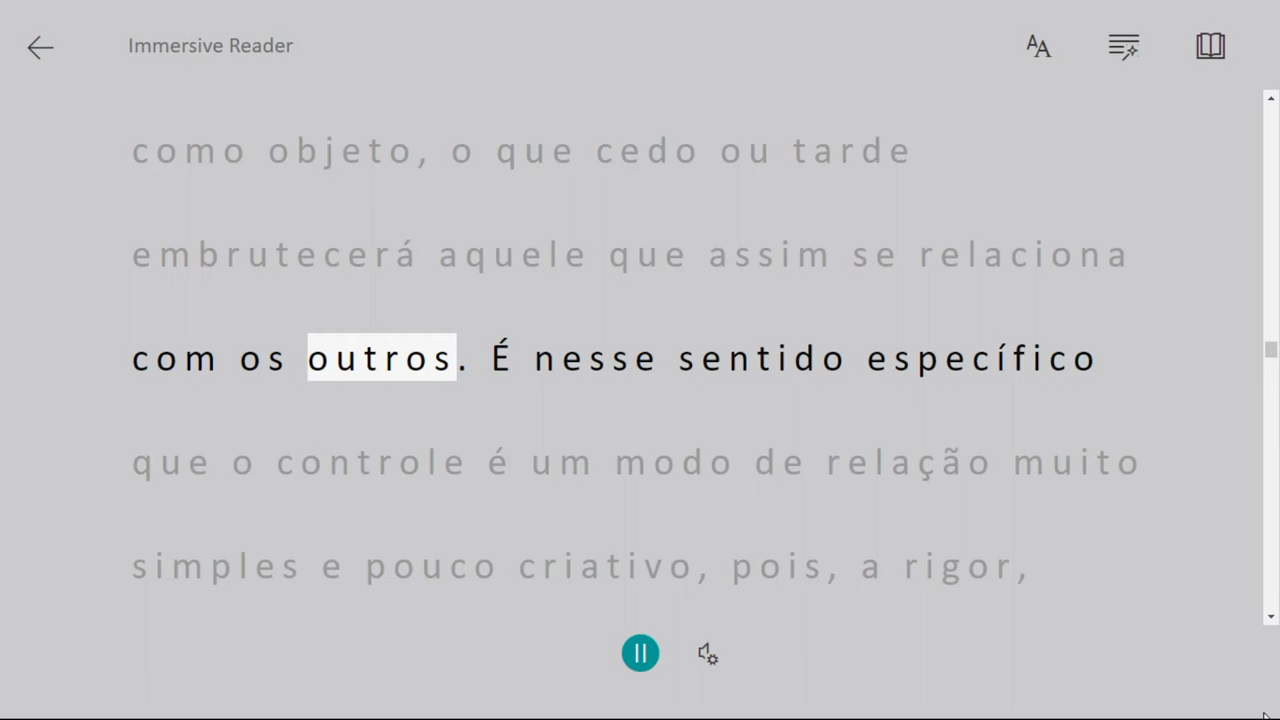 Immersive Reader
AA
como objeto, o que cedo ou tarde
embrutecerá aquele que assim se relaciona
com os outros. É nesse sentido específico
que o controle é um modo de relação muito
simples e pouco criativo, pois, a rigor,